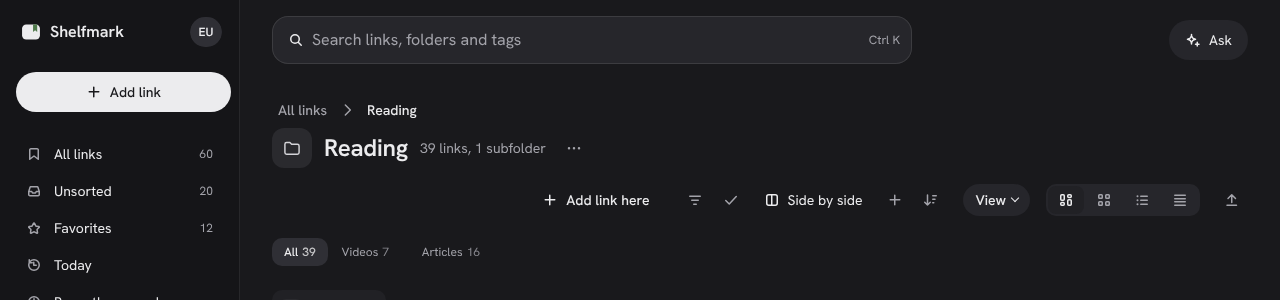 Shelfmark
EU
Search links, folders and tags
Ctrl K
Ask
Add link
All links
Reading
Reading
39 links, 1 subfolder
All links 60
Unsorted 20
Favorites 12
Today
Add link here
Side by side
View
All 39
Videos 7
Articles 16